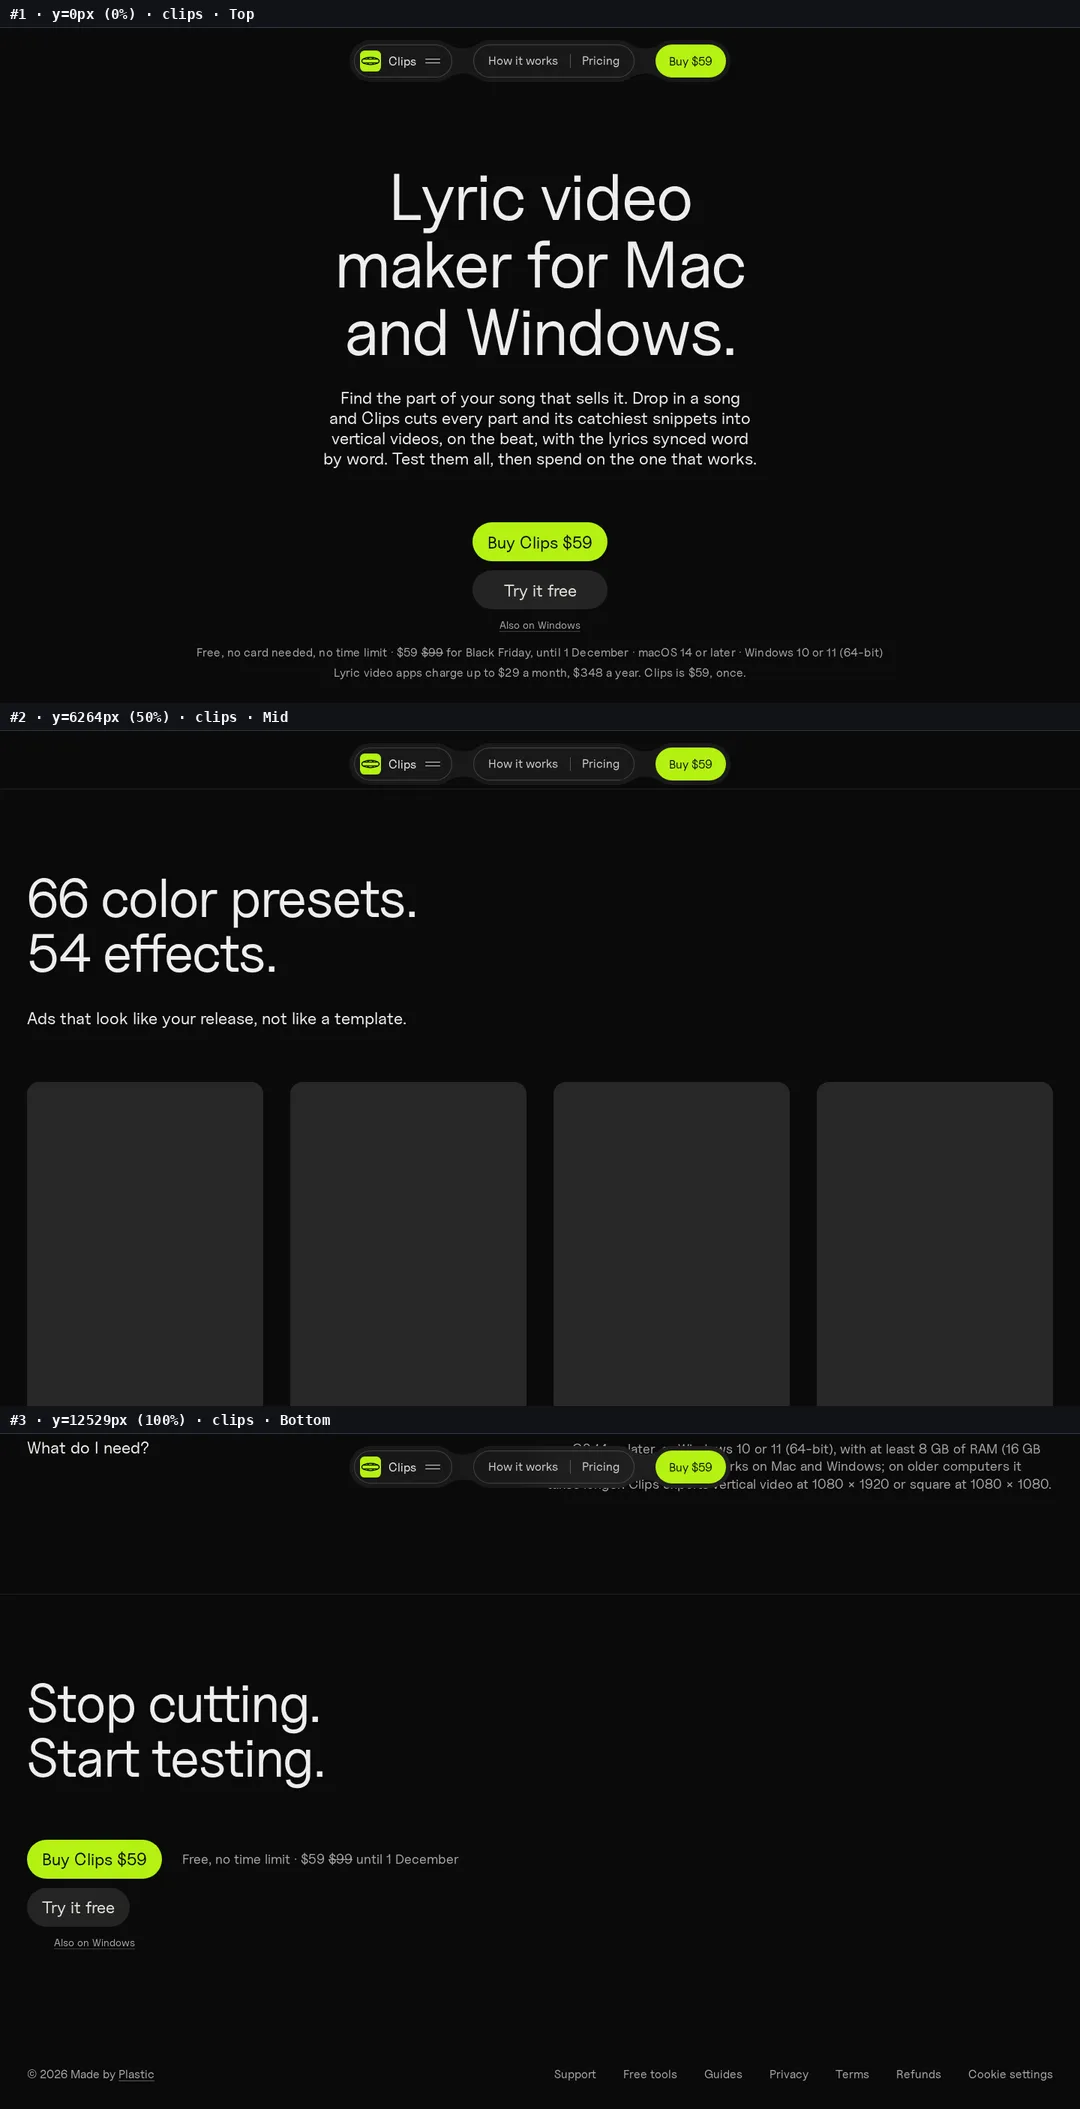 #1 · y=0px (0%) · clips · Top
Clips
How it works
Pricing
Buy $59
Lyric video
maker for Mac
and Windows.
Find the part of your song that sells it. Drop in a song
and Clips cuts every part and its catchiest snippets into
vertical videos, on the beat, with the lyrics synced word
by word. Test them all, then spend on the one that works.
Buy Clips $59
Try it free
Also on Windows
Free, no card needed, no time limit · $59 $99 for Black Friday, until 1 December · macOS 14 or later · Windows 10 or 11 (64-bit)
Lyric video apps charge up to $29 a month, $348 a year. Clips is $59, once.
#2 · y=6264px (50%) · clips · Mid
Clips
How it works
Pricing
Buy $59
66 color presets.
54 effects.
Ads that look like your release, not like a template.
#3 · y=12529px (100%) · clips · Bottom
What do I need?
later, 10 or 11 (64-bit), with at least 8 GB of RAM (16 GB
Clips
How it works
Pricing
Buy $59
on Mac and Windows; on older computers it
Clips vertical video at 1080 × 1920 or square at 1080 × 1080.
Stop cutting.
Start testing.
Buy Clips $59
Free, no time limit · $59 $99 until 1 December
Try it free
Also on Windows
© 2026 Made by Plastic
Support
Free tools
Guides
Privacy
Terms
Refunds
Cookie settings